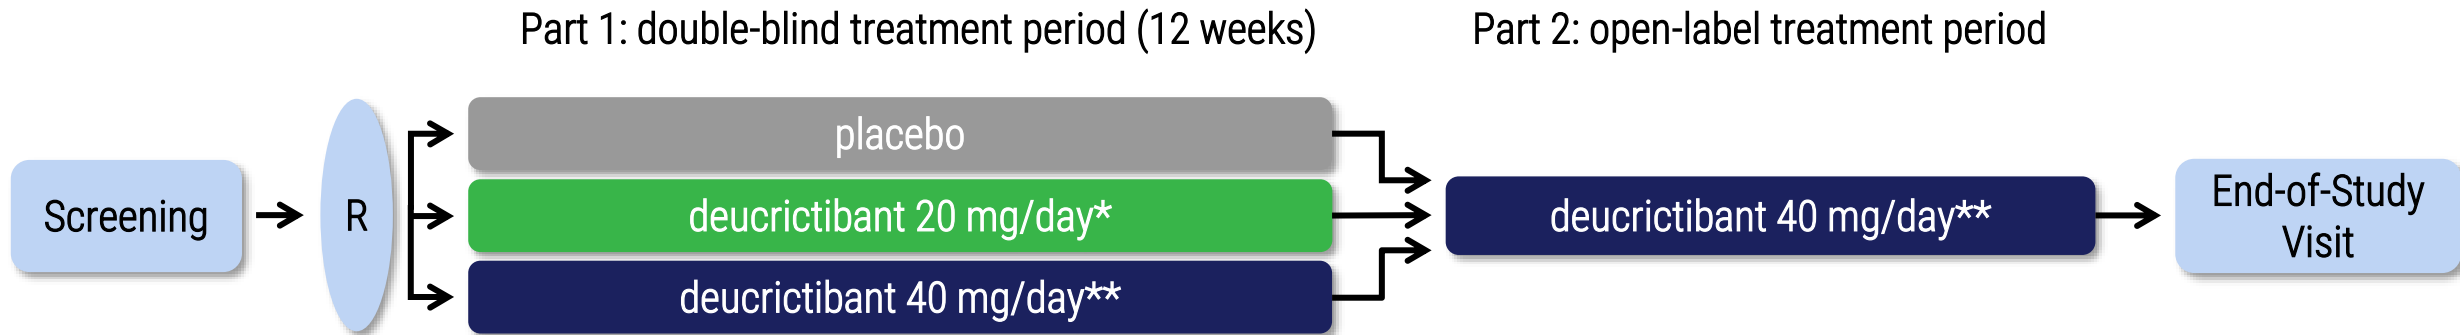 Part 1: double-blind treatment period (12 weeks)
Part 2: open-label treatment period
Screening
R
placebo
deucrictibant 20 mg/day*
deucrictibant 40 mg/day**
deucrictibant 40 mg/day**
End-of-Study
Visit